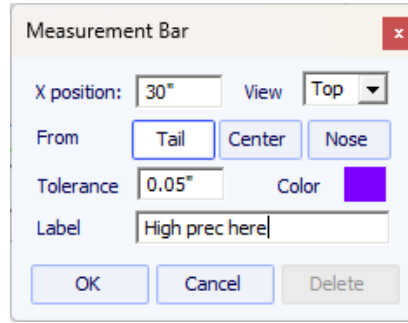 Measurement Bar x
X position: 30" View Top
From Tail Center Nose
Tolerance 0.05" Color
Label High prec here
OK Cancel Delete